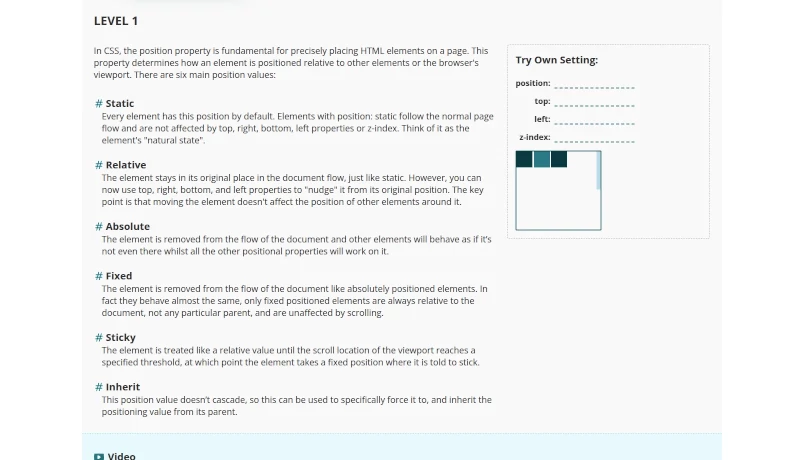 LEVEL 1
In CSS, the position property is fundamental for precisely placing HTML elements on a page. This
property determines how an element is positioned relative to other elements or the browser's
viewport. There are six main position values:
# Static
Every element has this position by default. Elements with position: static follow the normal page
flow and are not affected by top, right, bottom, left properties or z-index. Think of it as the
element's "natural state".
# Relative
The element stays in its original place in the document flow, just like static. However, you can
now use top, right, bottom, and left properties to "nudge" it from its original position. The key
point is that moving the element doesn't affect the position of other elements around it.
# Absolute
The element is removed from the flow of the document and other elements will behave as if it's
not even there whilst all the other positional properties will work on it.
# Fixed
The element is removed from the flow of the document like absolutely positioned elements. In
fact they behave almost the same, only fixed positioned elements are always relative to the
document, not any particular parent, and are unaffected by scrolling.
# Sticky
The element is treated like a relative value until the scroll location of the viewport reaches a
specified threshold, at which point the element takes a fixed position where it is told to stick.
# Inherit
This position value doesn't cascade, so this can be used to specifically force it to, and inherit the
positioning value from its parent.
Try Own Setting:
position:
top:
left:
z-index:
Video